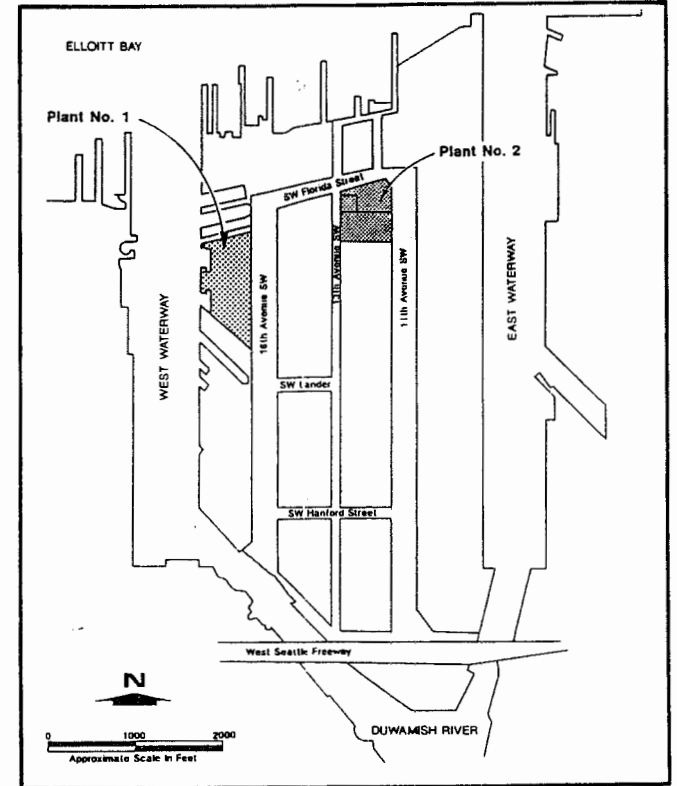 ELLOITT BAY
Plant No. 1
Plant No. 2
SW Florida Street
13th Avenue SW
16th Avenue SW
11th Avenue SW
WEST WATERWAY
EAST WATERWAY
SW Lander
SW Hanford Street
West Seattle Freeway
N
DUWAMISH RIVER
0 1000 2000
Approximate Scale in Feet